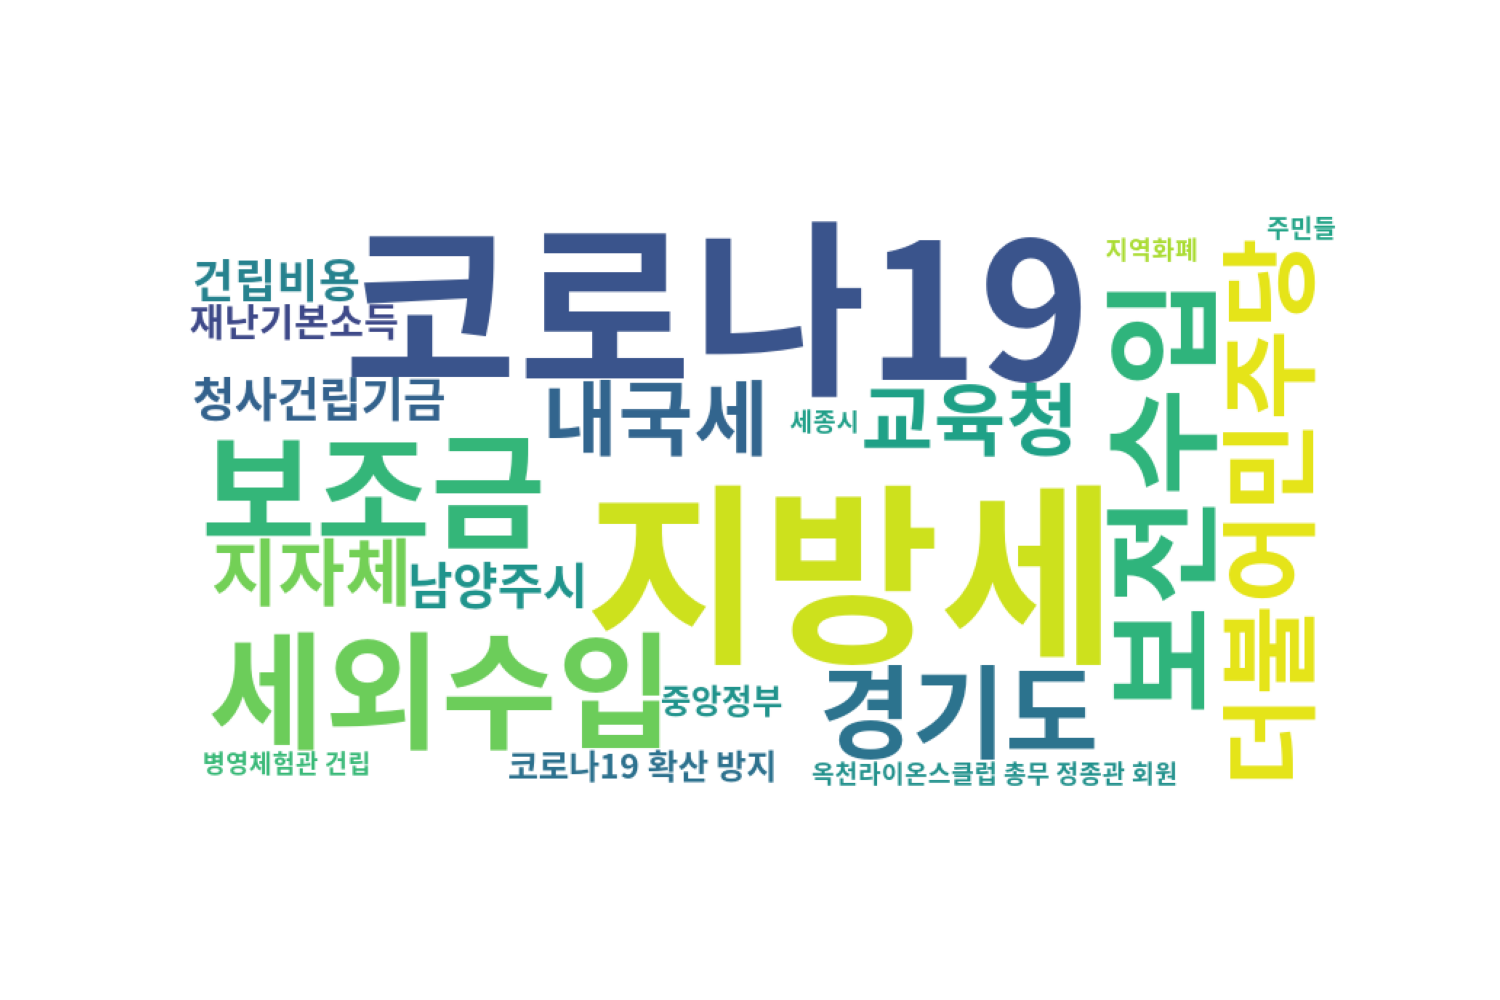 코로나19
주민들
지역화폐
건립비용
재난기본소득
청사건립기금
내국세
세종시
교육청
보전수입
더불어민주당
보조금
지방세
지자체
남양주시
세외수입
중앙정부
경기도
병영체험관 건립
코로나19 확산 방지
옥천라이온스클럽 총무 정종관 회원